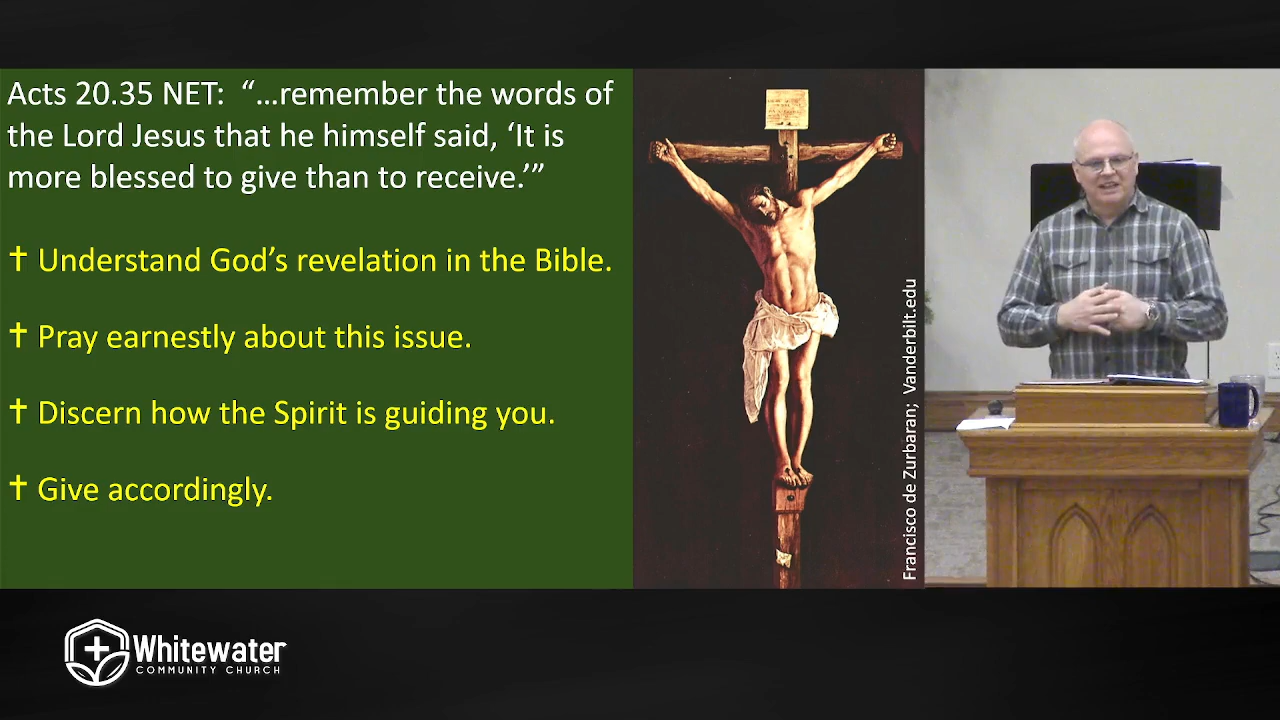 Acts 20.35 NET:  “…remember the words of
the Lord Jesus that he himself said, ‘It is
more blessed to give than to receive.’”
✝ Understand God’s revelation in the Bible.
✝ Pray earnestly about this issue.
✝ Discern how the Spirit is guiding you.
✝ Give accordingly.
Francisco de Zurbaran;  Vanderbilt.edu
Whitewater
COMMUNITY CHURCH